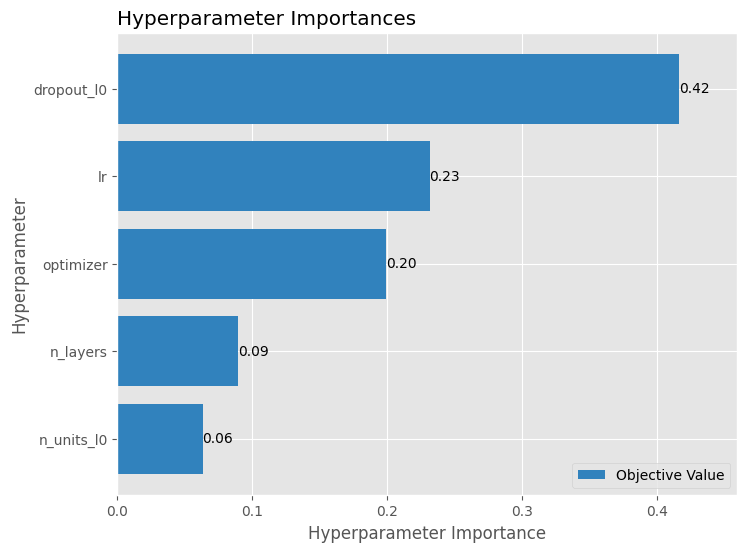 Hyperparameter Importances
Hyperparameter
dropout_l0
0.42
lr
0.23
optimizer
0.20
n_layers
0.09
n_units_l0
0.06
Objective Value
0.0 0.1 0.2 0.3 0.4
Hyperparameter Importance